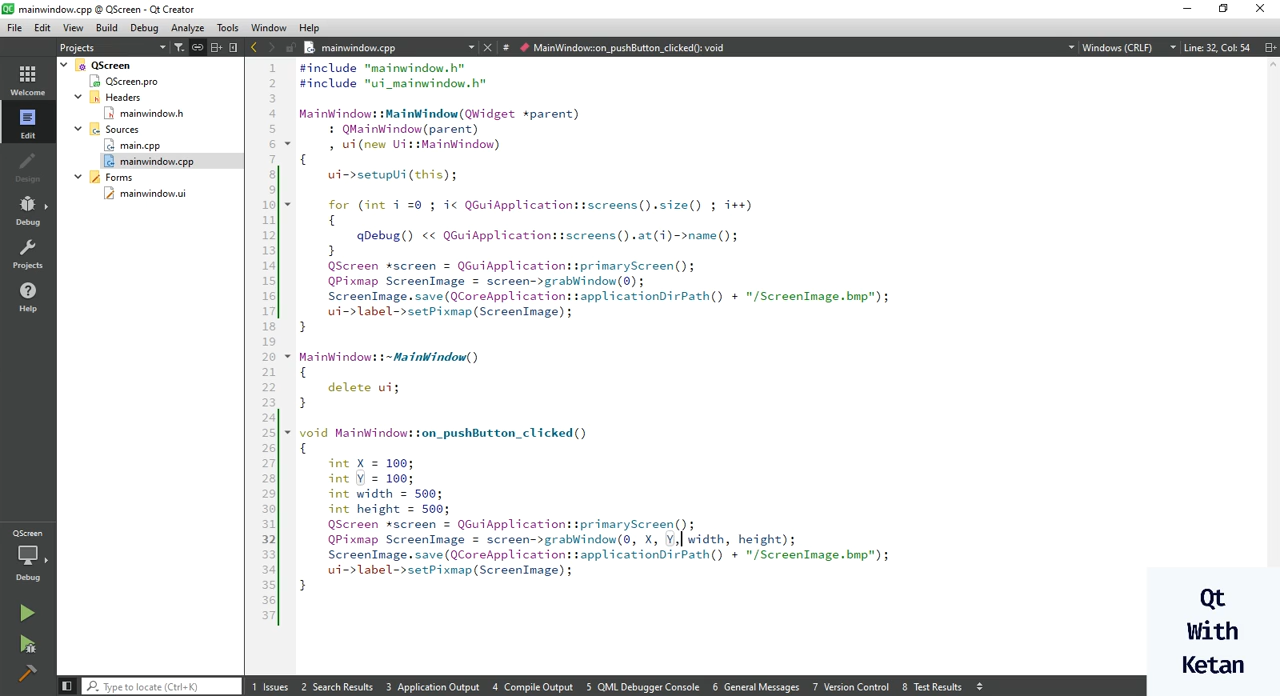 mainwindow.cpp @ QScreen - Qt Creator
File Edit View Build Debug Analyze Tools Window Help
Projects mainwindow.cpp # MainWindow::on_pushButton_clicked(): void Windows (CRLF) Line: 32, Col: 54
Welcome
Edit
Design
Debug
Projects
Help
QScreen
Debug
QScreen
QScreen.pro
Headers
mainwindow.h
Sources
main.cpp
mainwindow.cpp
Forms
mainwindow.ui
1 #include "mainwindow.h"
2 #include "ui_mainwindow.h"
3
4 MainWindow::MainWindow(QWidget *parent)
5 : QMainWindow(parent)
6 , ui(new Ui::MainWindow)
7 {
8 ui->setupUi(this);
9
10 for (int i =0 ; i< QGuiApplication::screens().size() ; i++)
11 {
12 qDebug() << QGuiApplication::screens().at(i)->name();
13 }
14 QScreen *screen = QGuiApplication::primaryScreen();
15 QPixmap ScreenImage = screen->grabWindow(0);
16 ScreenImage.save(QCoreApplication::applicationDirPath() + "/ScreenImage.bmp");
17 ui->label->setPixmap(ScreenImage);
18 }
19
20 MainWindow::~MainWindow()
21 {
22 delete ui;
23 }
24
25 void MainWindow::on_pushButton_clicked()
26 {
27 int X = 100;
28 int Y = 100;
29 int width = 500;
30 int height = 500;
31 QScreen *screen = QGuiApplication::primaryScreen();
32 QPixmap ScreenImage = screen->grabWindow(0, X, Y, width, height);
33 ScreenImage.save(QCoreApplication::applicationDirPath() + "/ScreenImage.bmp");
34 ui->label->setPixmap(ScreenImage);
35 }
36
37
Qt
With
Ketan
Type to locate (Ctrl+K) 1 Issues 2 Search Results 3 Application Output 4 Compile Output 5 QML Debugger Console 6 General Messages 7 Version Control 8 Test Results